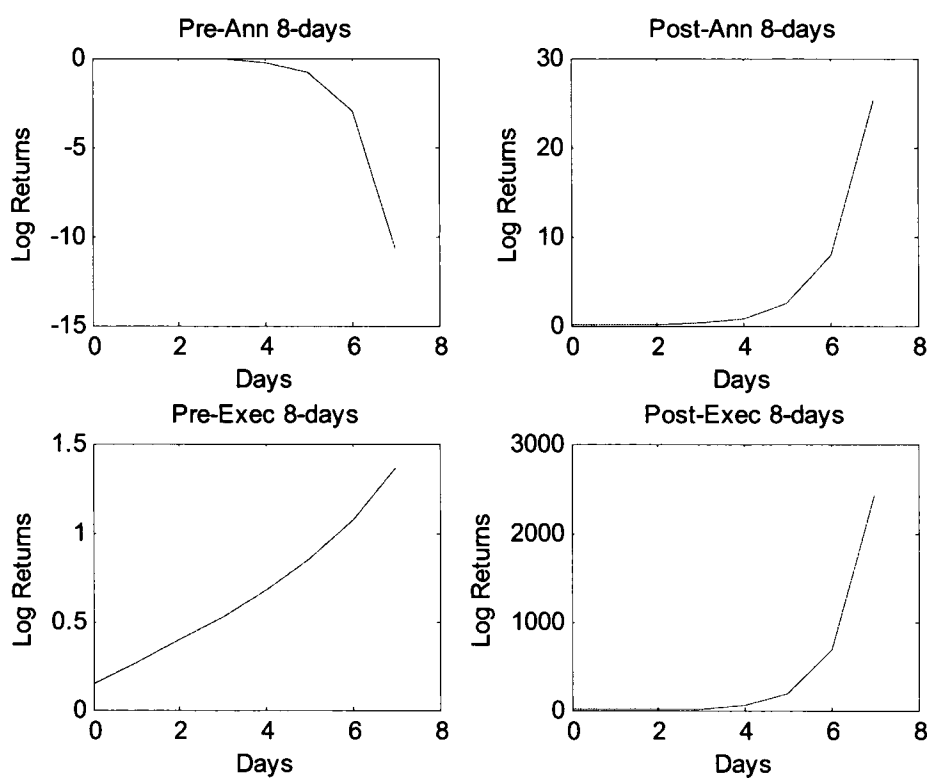 Pre-Ann 8-days
Log Returns
0
-5
-10
-15
0 2 4 6 8
Days
Post-Ann 8-days
Log Returns
30
20
10
0
0 2 4 6 8
Days
Pre-Exec 8-days
Log Returns
1.5
1
0.5
0
0 2 4 6 8
Days
Post-Exec 8-days
Log Returns
3000
2000
1000
0
0 2 4 6 8
Days